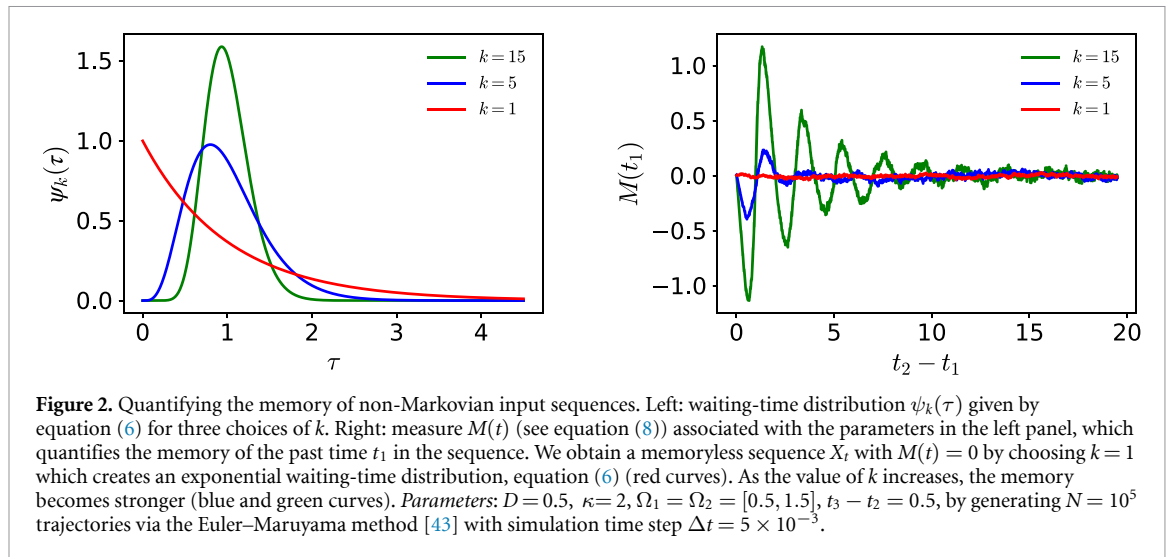 1.5
1.0
0.5
0.0
ψk(τ)
k = 15
k = 5
k = 1
0
1
2
3
4
τ
1.0
0.5
0.0
−0.5
−1.0
M(t1)
k = 15
k = 5
k = 1
0
5
10
15
20
t2 − t1
Figure 2. Quantifying the memory of non-Markovian input sequences. Left: waiting-time distribution ψk(τ) given by
equation (6) for three choices of k. Right: measure M(t) (see equation (8)) associated with the parameters in the left panel, which
quantifies the memory of the past time t1 in the sequence. We obtain a memoryless sequence Xt with M(t) = 0 by choosing k = 1
which creates an exponential waiting-time distribution, equation (6) (red curves). As the value of k increases, the memory
becomes stronger (blue and green curves). Parameters: D = 0.5, κ= 2, Ω1 = Ω2 = [0.5, 1.5], t3 − t2 = 0.5, by generating N = 10⁵
trajectories via the Euler–Maruyama method [43] with simulation time step Δt = 5 × 10⁻³.